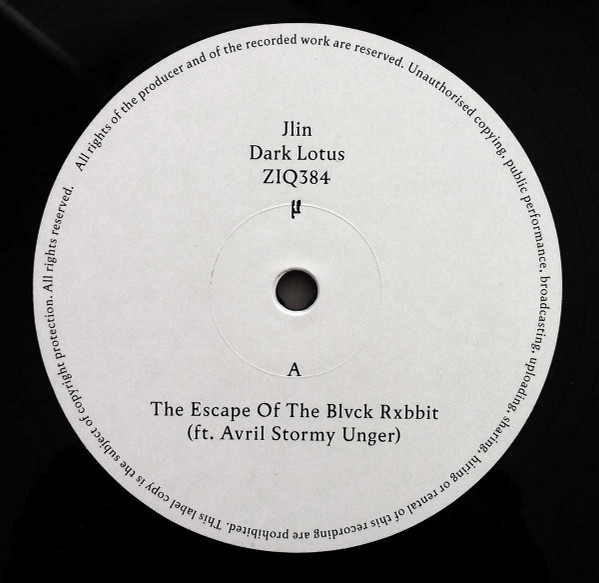 Jlin
Dark Lotus
ZIQ384
µ
A
The Escape Of The Blvck Rxbbit
(ft. Avril Stormy Unger)
All rights of the producer and of the recorded work are reserved. Unauthorised copying, public performance, broadcasting, uploading, sharing, hiring or rental of this recording are prohibited. This label copy is the subject of copyright protection. All rights reserved.